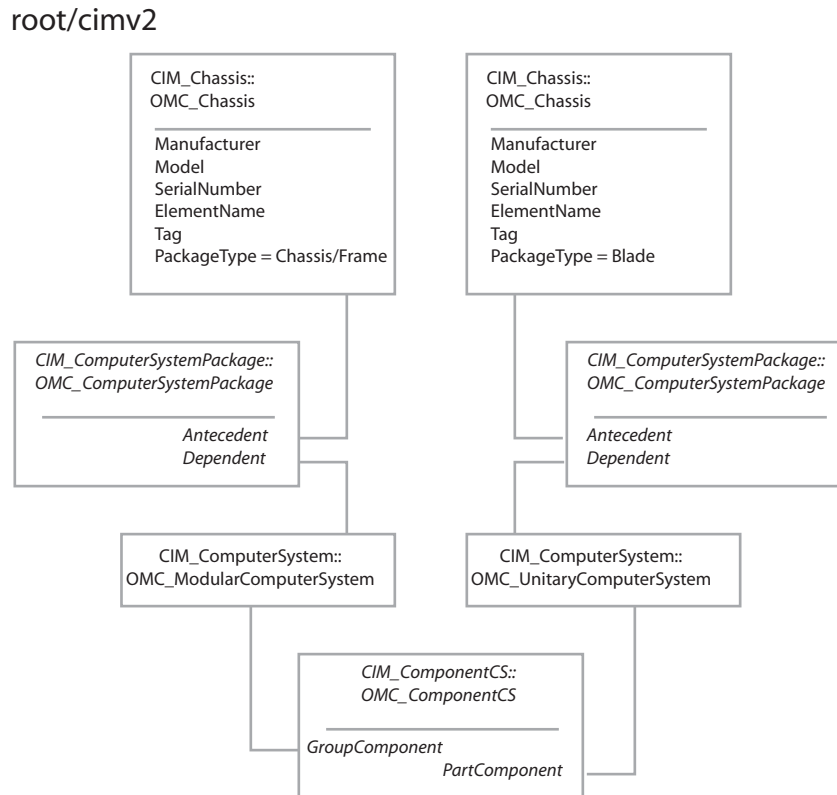 root/cimv2
CIM_Chassis::
OMC_Chassis
Manufacturer
Model
SerialNumber
ElementName
Tag
PackageType = Chassis/Frame
CIM_Chassis::
OMC_Chassis
Manufacturer
Model
SerialNumber
ElementName
Tag
PackageType = Blade
CIM_ComputerSystemPackage::
OMC_ComputerSystemPackage
Antecedent
Dependent
CIM_ComputerSystemPackage::
OMC_ComputerSystemPackage
Antecedent
Dependent
CIM_ComputerSystem::
OMC_ModularComputerSystem
CIM_ComputerSystem::
OMC_UnitaryComputerSystem
CIM_ComponentCS::
OMC_ComponentCS
GroupComponent
PartComponent